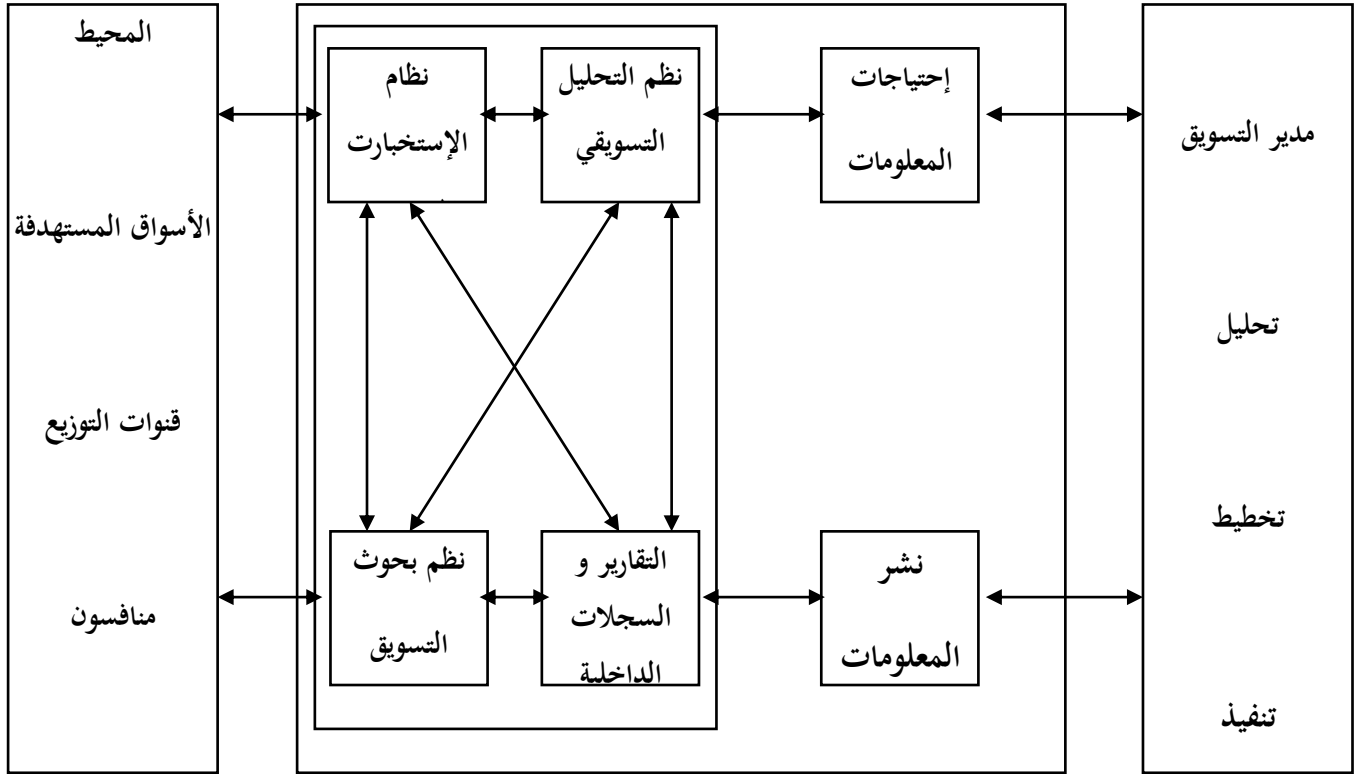 المحيط
الأسواق المستهدفة
قنوات التوزيع
منافسون
نظام
الإستخبارت
نظم التحليل
التسويقي
إحتياجات
المعلومات
نظم بحوث
التسويق
التقارير و
السجلات
الداخلية
نشر
المعلومات
مدير التسويق
تحليل
تخطيط
تنفيذ